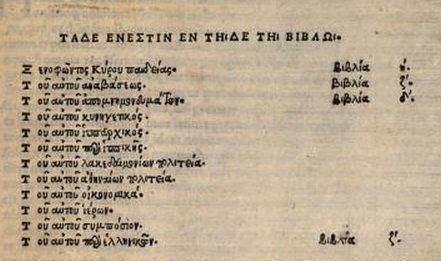 ΤΑΔΕ ΕΝΕΣΤΙΝ ΕΝ ΤΗΙΔΕ ΤΗΙ ΒΙΒΛΩΙ.
Ξενοφῶντος Κύρου παιδείας. Βιβλία ή.
Τοῦ αὐτοῦ ἀναβάσεως. Βιβλία ζ'.
Τοῦ αὐτοῦ ἀπομνημονευμάτων. Βιβλία δ'.
Τοῦ αὐτοῦ κυνηγετικός.
Τοῦ αὐτοῦ ἱππαρχικός.
Τοῦ αὐτοῦ περὶ ἱππικῆς.
Τοῦ αὐτοῦ λακεδαιμονίων πολιτεία.
Τοῦ αὐτοῦ ἀθηναίων πολιτεία.
Τοῦ αὐτοῦ οἰκονομικά.
Τοῦ αὐτοῦ ἱέρων.
Τοῦ αὐτοῦ συμπόσιον.
Τοῦ αὐτοῦ περὶ ἑλληνικῶν. Βιβλία ζ'.